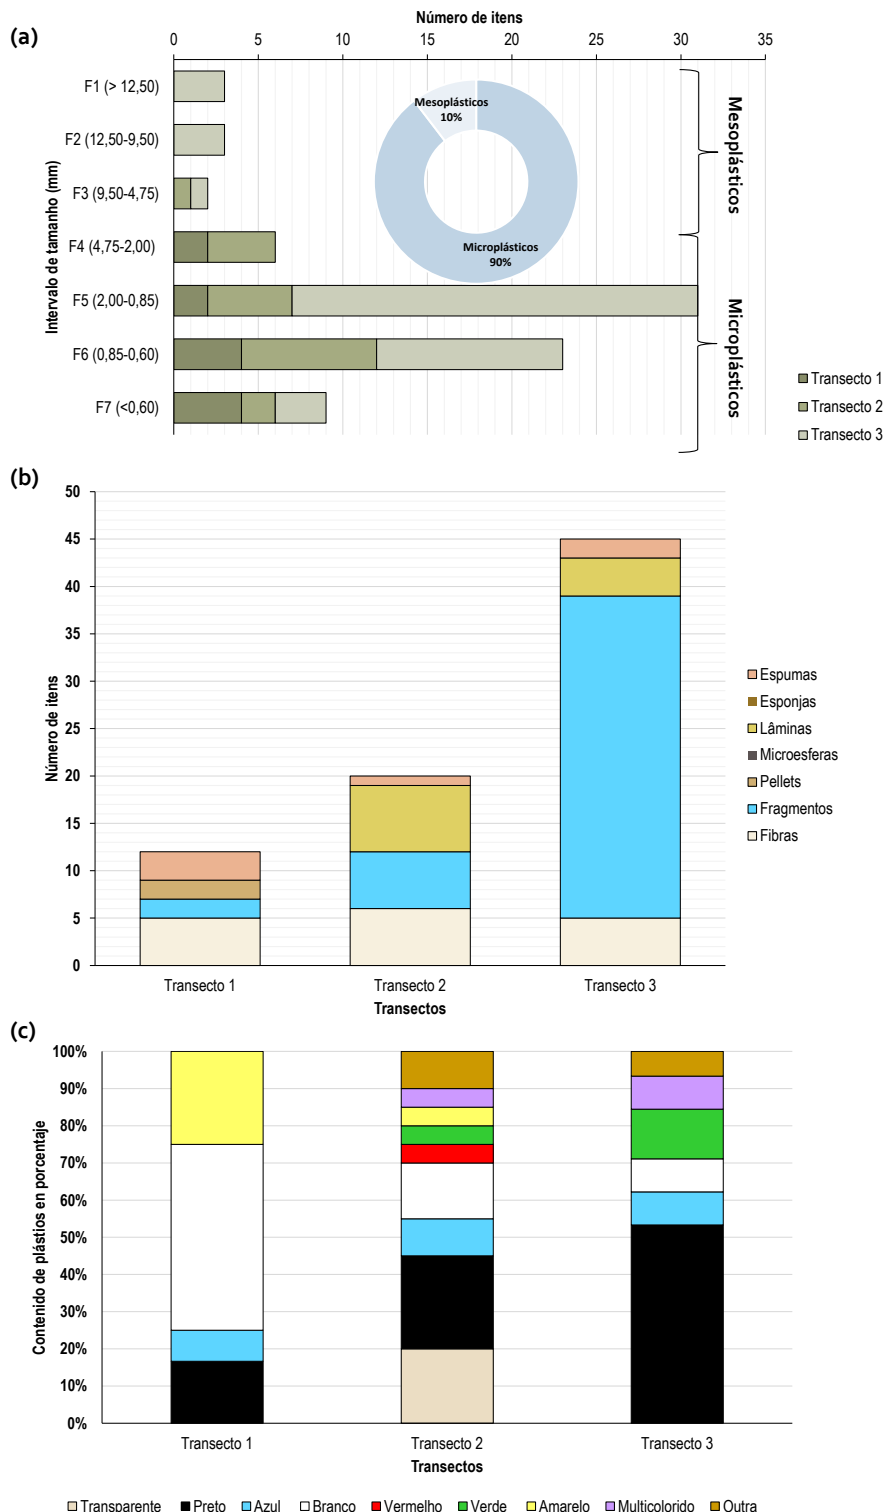 (a)
Número de itens
0 5 10 15 20 25 30 35
Intervalo de tamanho (mm)
F1 (> 12,50)
F2 (12,50-9,50)
F3 (9,50-4,75)
F4 (4,75-2,00)
F5 (2,00-0,85)
F6 (0,85-0,60)
F7 (<0,60)
Mesoplásticos
10%
Microplásticos
90%
Mesoplásticos
Microplásticos
Transecto 1
Transecto 2
Transecto 3
(b)
Número de itens
50
45
40
35
30
25
20
15
10
5
0
Transecto 1 Transecto 2 Transecto 3
Transectos
Espumas
Esponjas
Lâminas
Microesferas
Pellets
Fragmentos
Fibras
(c)
Contenido de plástios en porcentaje
100%
90%
80%
70%
60%
50%
40%
30%
20%
10%
0%
Transecto 1 Transecto 2 Transecto 3
Transectos
Transparente Preto Azul Branco Vermelho Verde Amarelo Multicolorido Outra